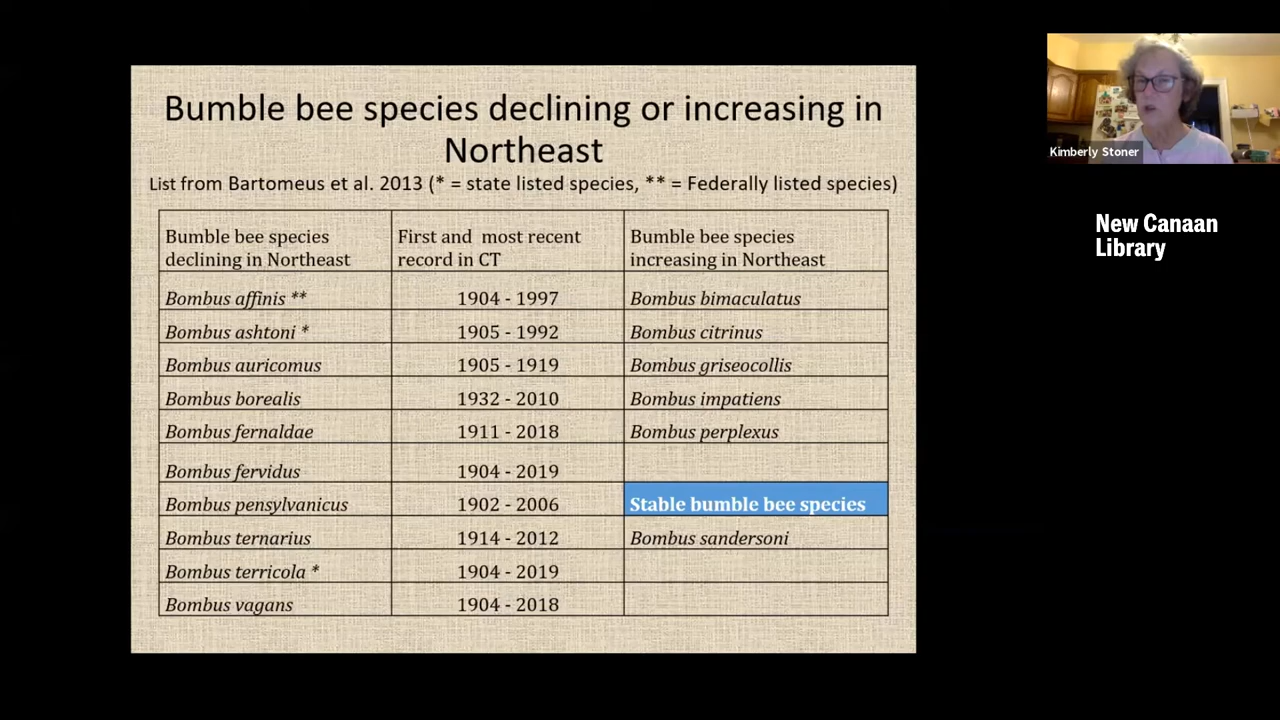 Bumble bee species declining or increasing in
Northeast
List from Bartomeus et al. 2013 (* = state listed species, ** = Federally listed species)
Bumble bee species
declining in Northeast
First and most recent
record in CT
Bumble bee species
increasing in Northeast
Bombus affinis ** 1904 - 1997 Bombus bimaculatus
Bombus ashtoni * 1905 - 1992 Bombus citrinus
Bombus auricomus 1905 - 1919 Bombus griseocollis
Bombus borealis 1932 - 2010 Bombus impatiens
Bombus fernaldae 1911 - 2018 Bombus perplexus
Bombus fervidus 1904 - 2019
Bombus pensylvanicus 1902 - 2006 Stable bumble bee species
Bombus ternarius 1914 - 2012 Bombus sandersoni
Bombus terricola * 1904 - 2019
Bombus vagans 1904 - 2018
Kimberly Stoner
New Canaan
Library